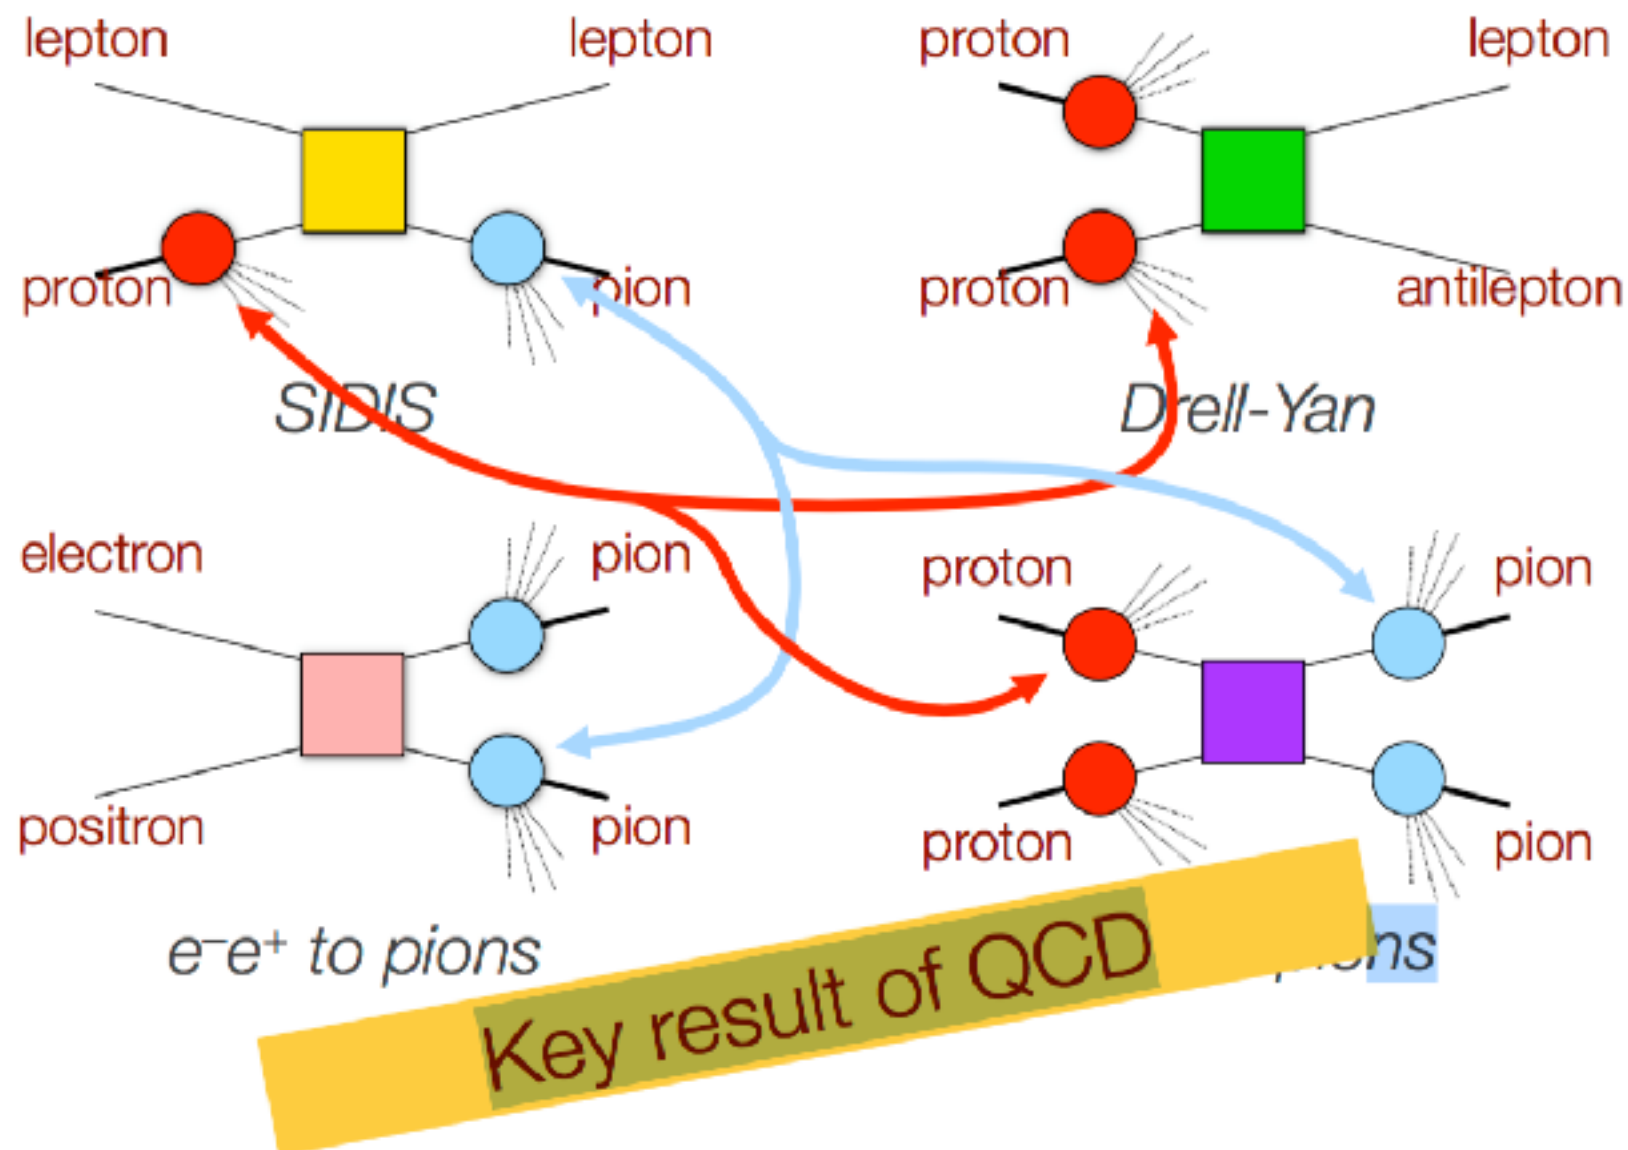 lepton
lepton
proton
pion
SIDIS
proton
lepton
proton
antilepton
Drell-Yan
electron
pion
positron
pion
e–e+ to pions
proton
pion
proton
pion
Key result of QCD